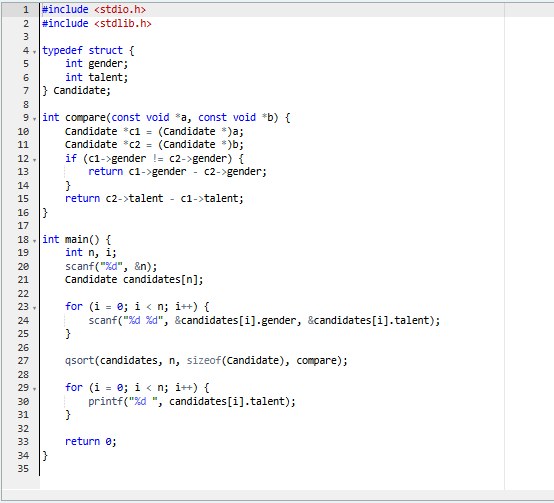 1 #include <stdio.h>
2 #include <stdlib.h>
3
4 typedef struct {
5     int gender;
6     int talent;
7 } Candidate;
8
9 int compare(const void *a, const void *b) {
10     Candidate *c1 = (Candidate *)a;
11     Candidate *c2 = (Candidate *)b;
12     if (c1->gender != c2->gender) {
13         return c1->gender - c2->gender;
14     }
15     return c2->talent - c1->talent;
16 }
17
18 int main() {
19     int n, i;
20     scanf("%d", &n);
21     Candidate candidates[n];
22
23     for (i = 0; i < n; i++) {
24         scanf("%d %d", &candidates[i].gender, &candidates[i].talent);
25     }
26
27     qsort(candidates, n, sizeof(Candidate), compare);
28
29     for (i = 0; i < n; i++) {
30         printf("%d ", candidates[i].talent);
31     }
32
33     return 0;
34 }
35